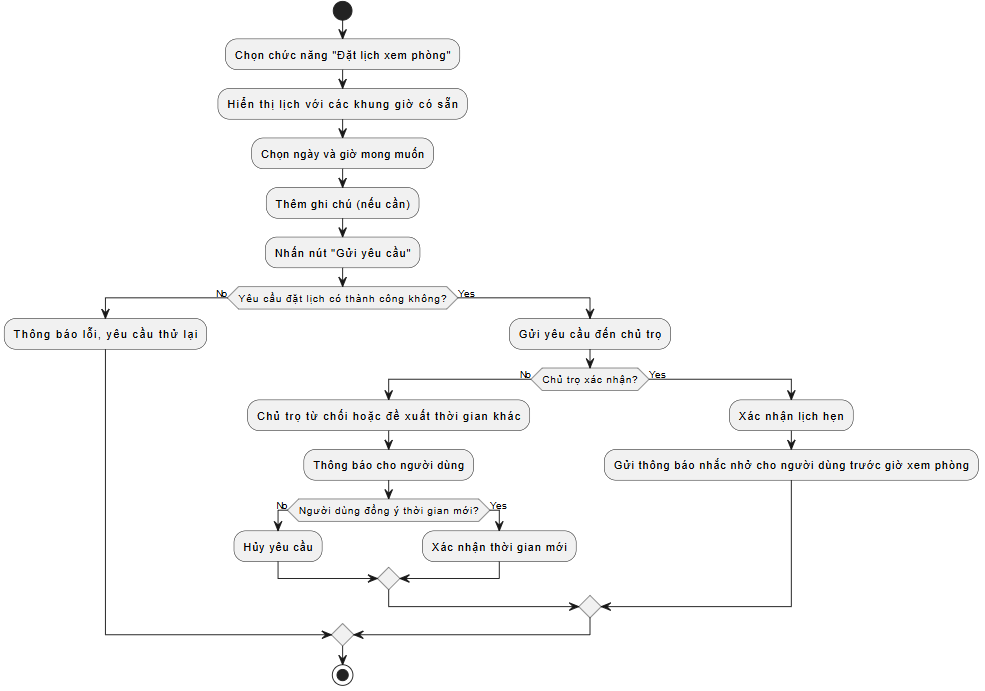 Chọn chức năng "Đặt lịch xem phòng"
Hiển thị lịch với các khung giờ có sẵn
Chọn ngày và giờ mong muốn
Thêm ghi chú (nếu cần)
Nhấn nút "Gửi yêu cầu"
No
Yêu cầu đặt lịch có thành công không?
Yes
Thông báo lỗi, yêu cầu thử lại
Gửi yêu cầu đến chủ trọ
No
Chủ trọ xác nhận?
Yes
Chủ trọ từ chối hoặc đề xuất thời gian khác
Xác nhận lịch hẹn
Thông báo cho người dùng
Gửi thông báo nhắc nhở cho người dùng trước giờ xem phòng
No
Người dùng đồng ý thời gian mới?
Yes
Hủy yêu cầu
Xác nhận thời gian mới